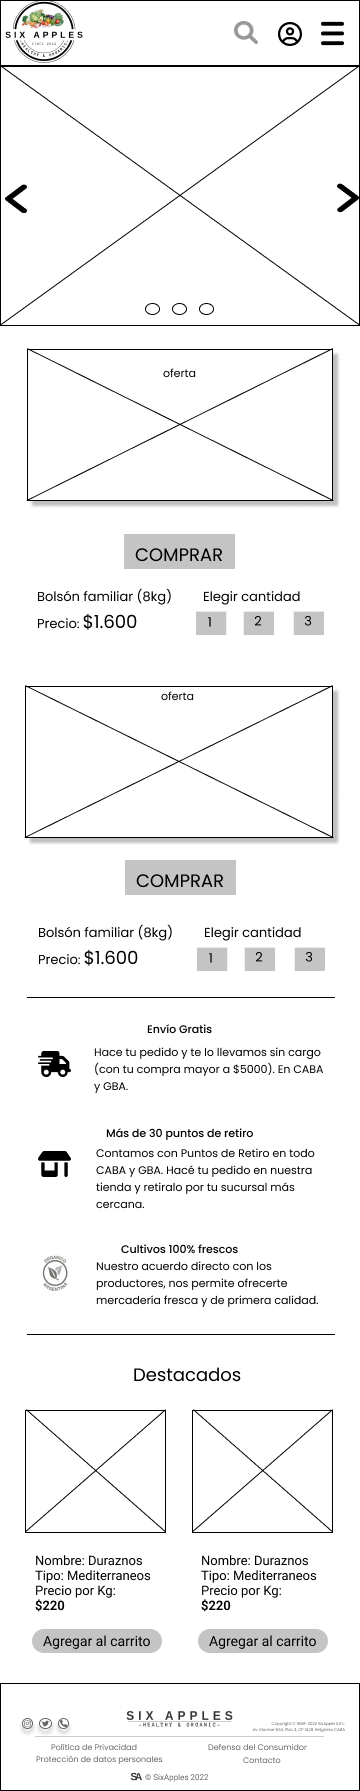 SIX APPLES
SINCE 2022
HEALTHY & ORGANIC
oferta
COMPRAR
Bolsón familiar (8kg) Elegir cantidad
Precio: $1.600 1 2 3
oferta
COMPRAR
Bolsón familiar (8kg) Elegir cantidad
Precio: $1.600 1 2 3
Envío Gratis
Hace tu pedido y te lo llevamos sin cargo
(con tu compra mayor a $5000). En CABA
y GBA.
Más de 30 puntos de retiro
Contamos con Puntos de Retiro en todo
CABA y GBA. Hacé tu pedido en nuestra
tienda y retiralo por tu sucursal más
cercana.
Cultivos 100% frescos
ORGANICO
ARGENTINA
Nuestro acuerdo directo con los
productores, nos permite ofrecerte
mercadería fresca y de primera calidad.
Destacados
Nombre: Duraznos Nombre: Duraznos
Tipo: Mediterraneos Tipo: Mediterraneos
Precio por Kg: Precio por Kg:
$220 $220
Agregar al carrito Agregar al carrito
SIX APPLES
-HEALTHY & ORGANIC-
Política de Privacidad Defensa del Consumidor
Protección de datos personales Contacto
SA © SixApples 2022